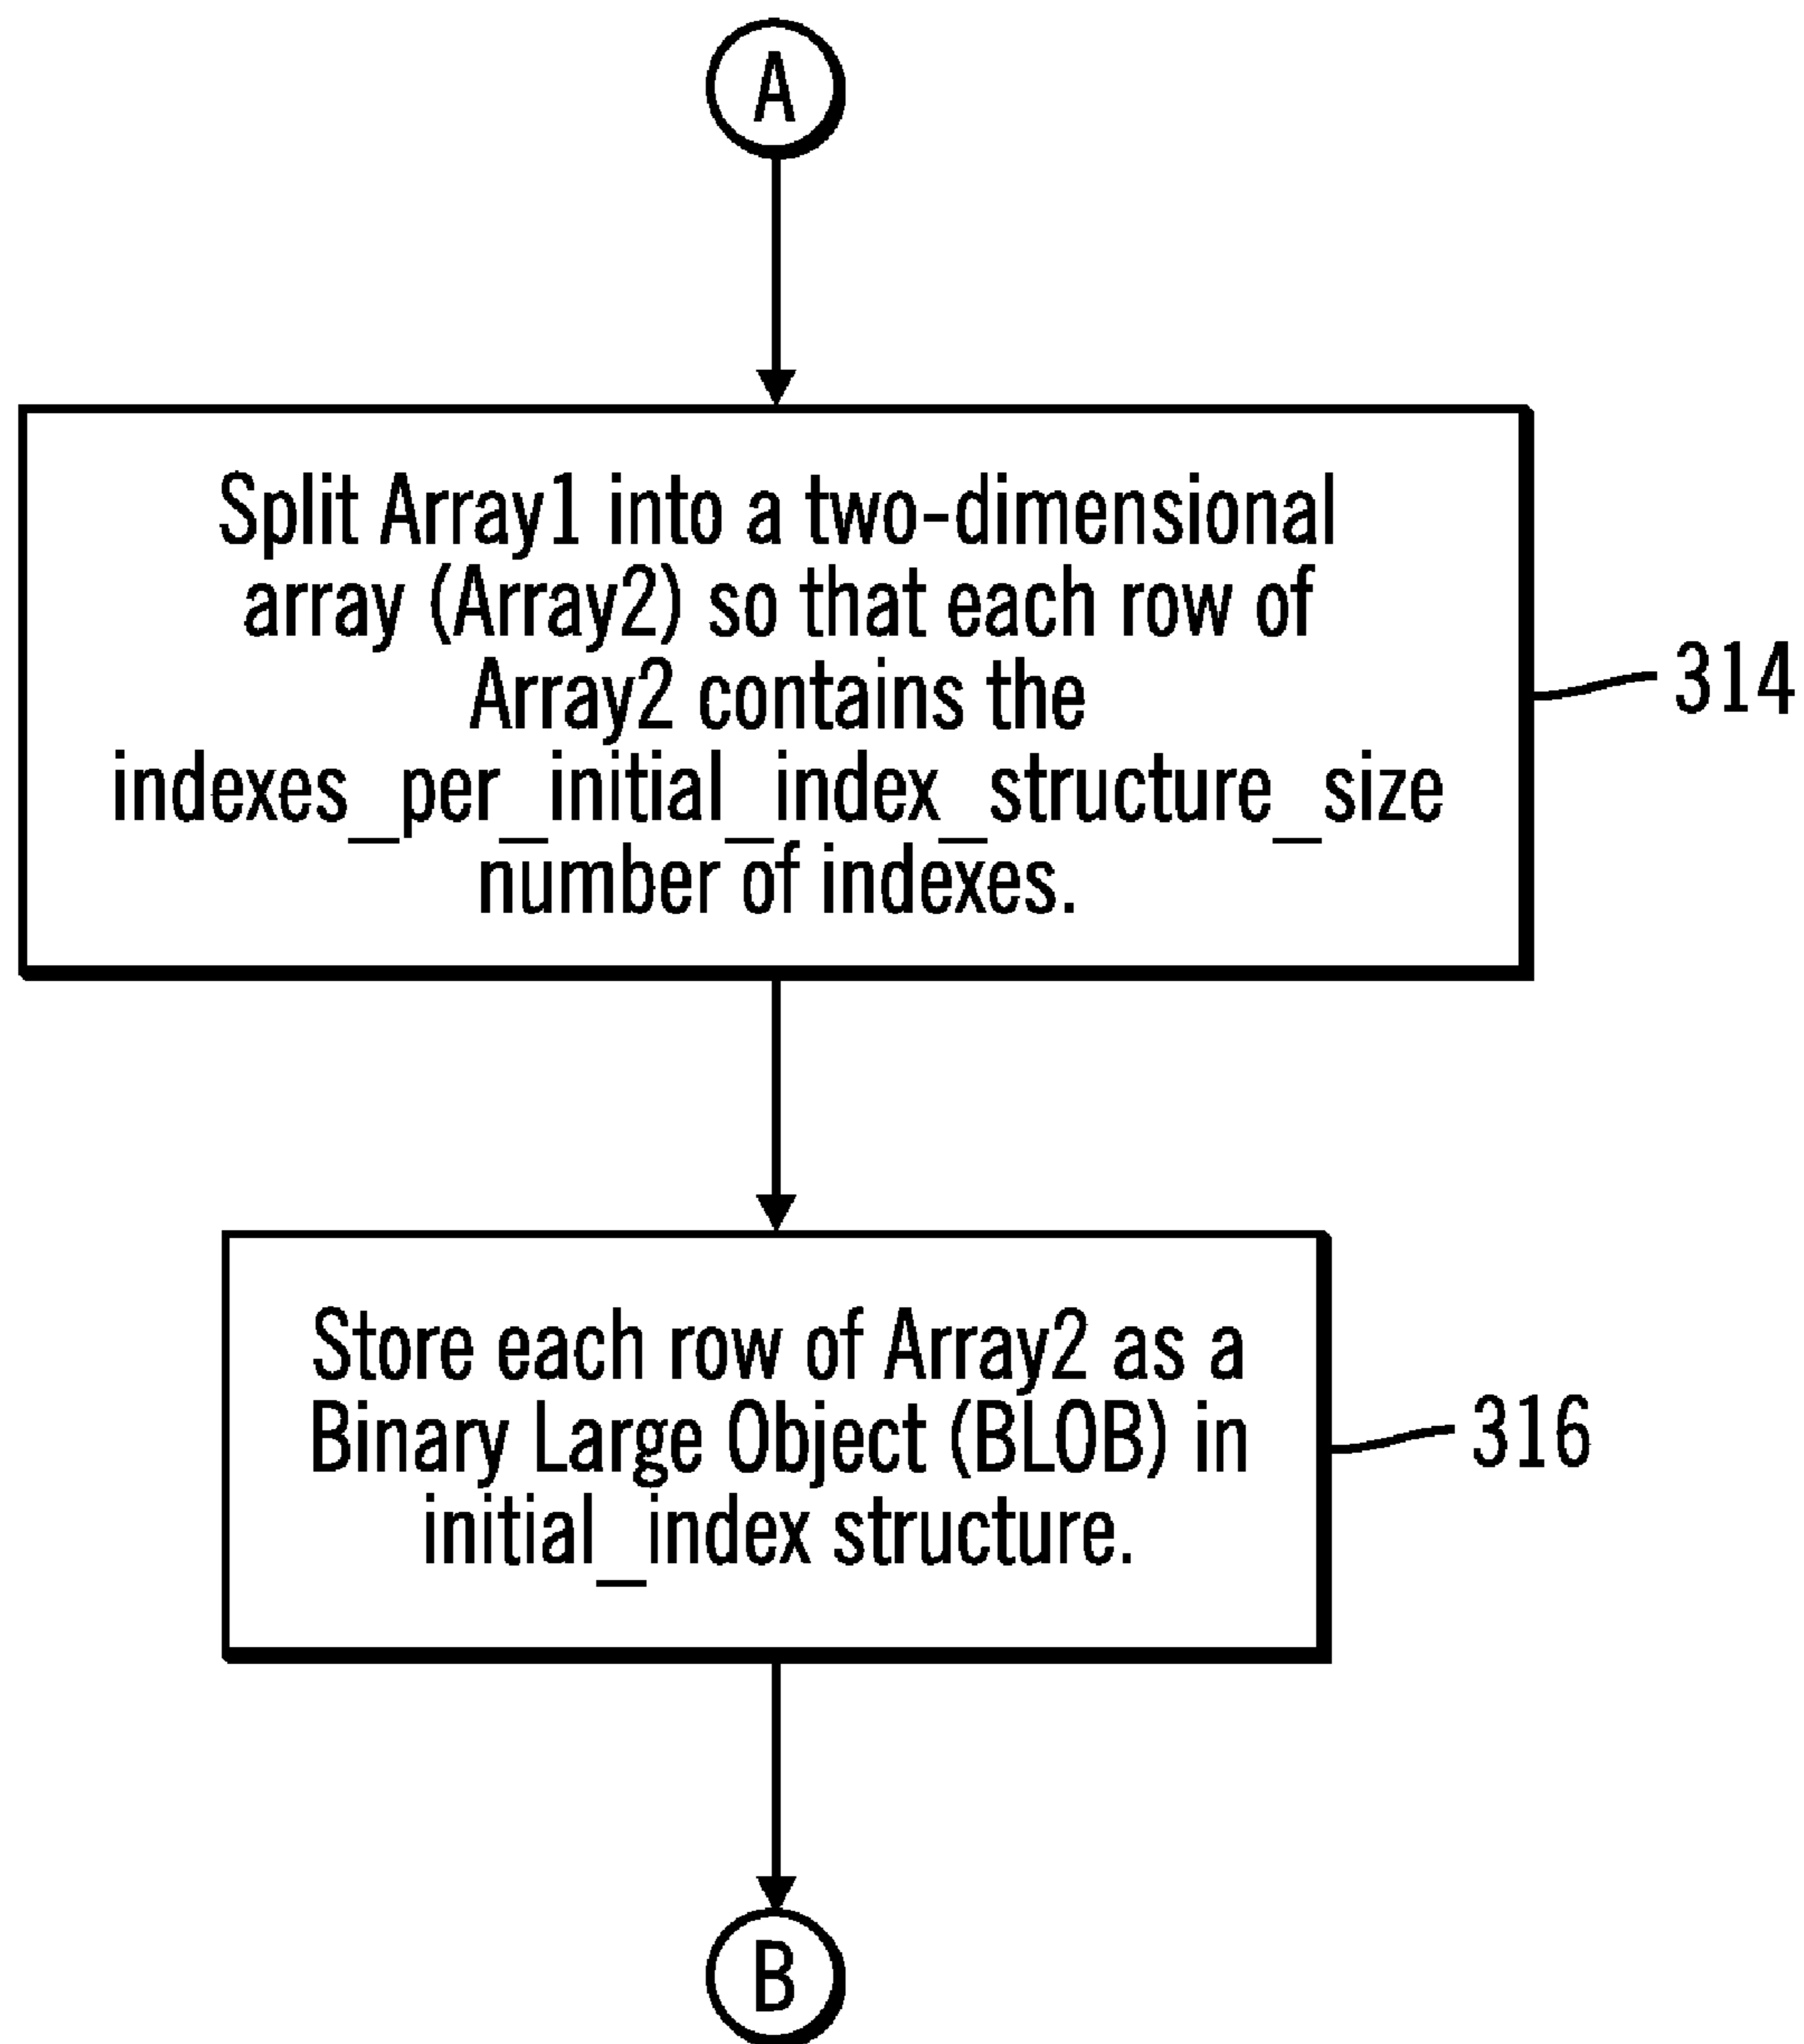 A
Split Array1 into a two-dimensional
array (Array2) so that each row of
Array2 contains the
indexes_per_initial_index_structure_size
number of indexes.
314
Store each row of Array2 as a
Binary Large Object (BLOB) in
initial_index structure.
316
B